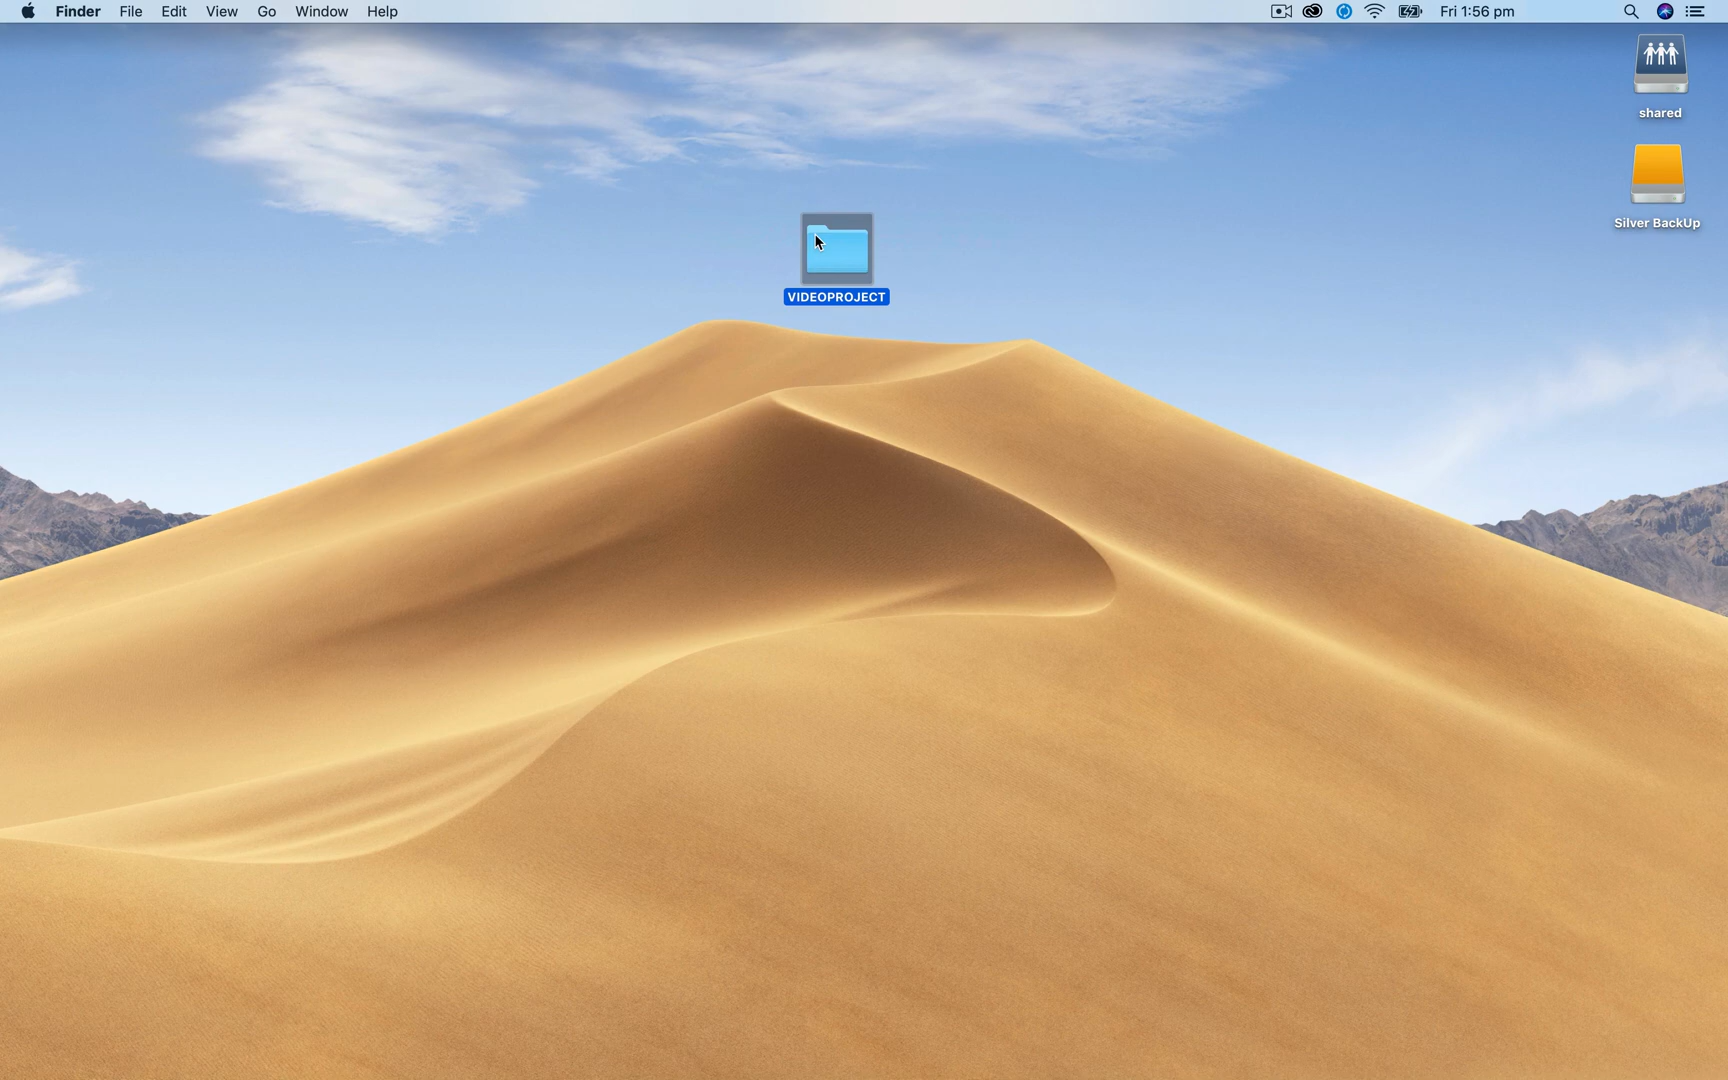 Finder File Edit View Go Window Help Fri 1:56 pm
shared
Silver BackUp
VIDEOPROJECT